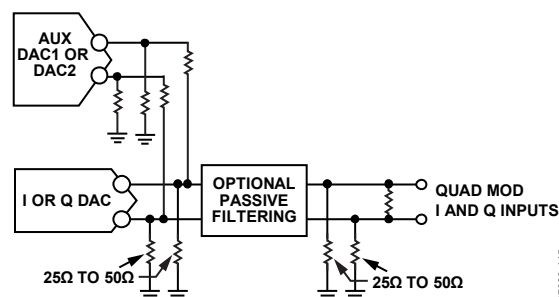 AUX
DAC1 OR
DAC2
I OR Q DAC
OPTIONAL
PASSIVE
FILTERING
QUAD MOD
I AND Q INPUTS
25Ω TO 50Ω
25Ω TO 50Ω